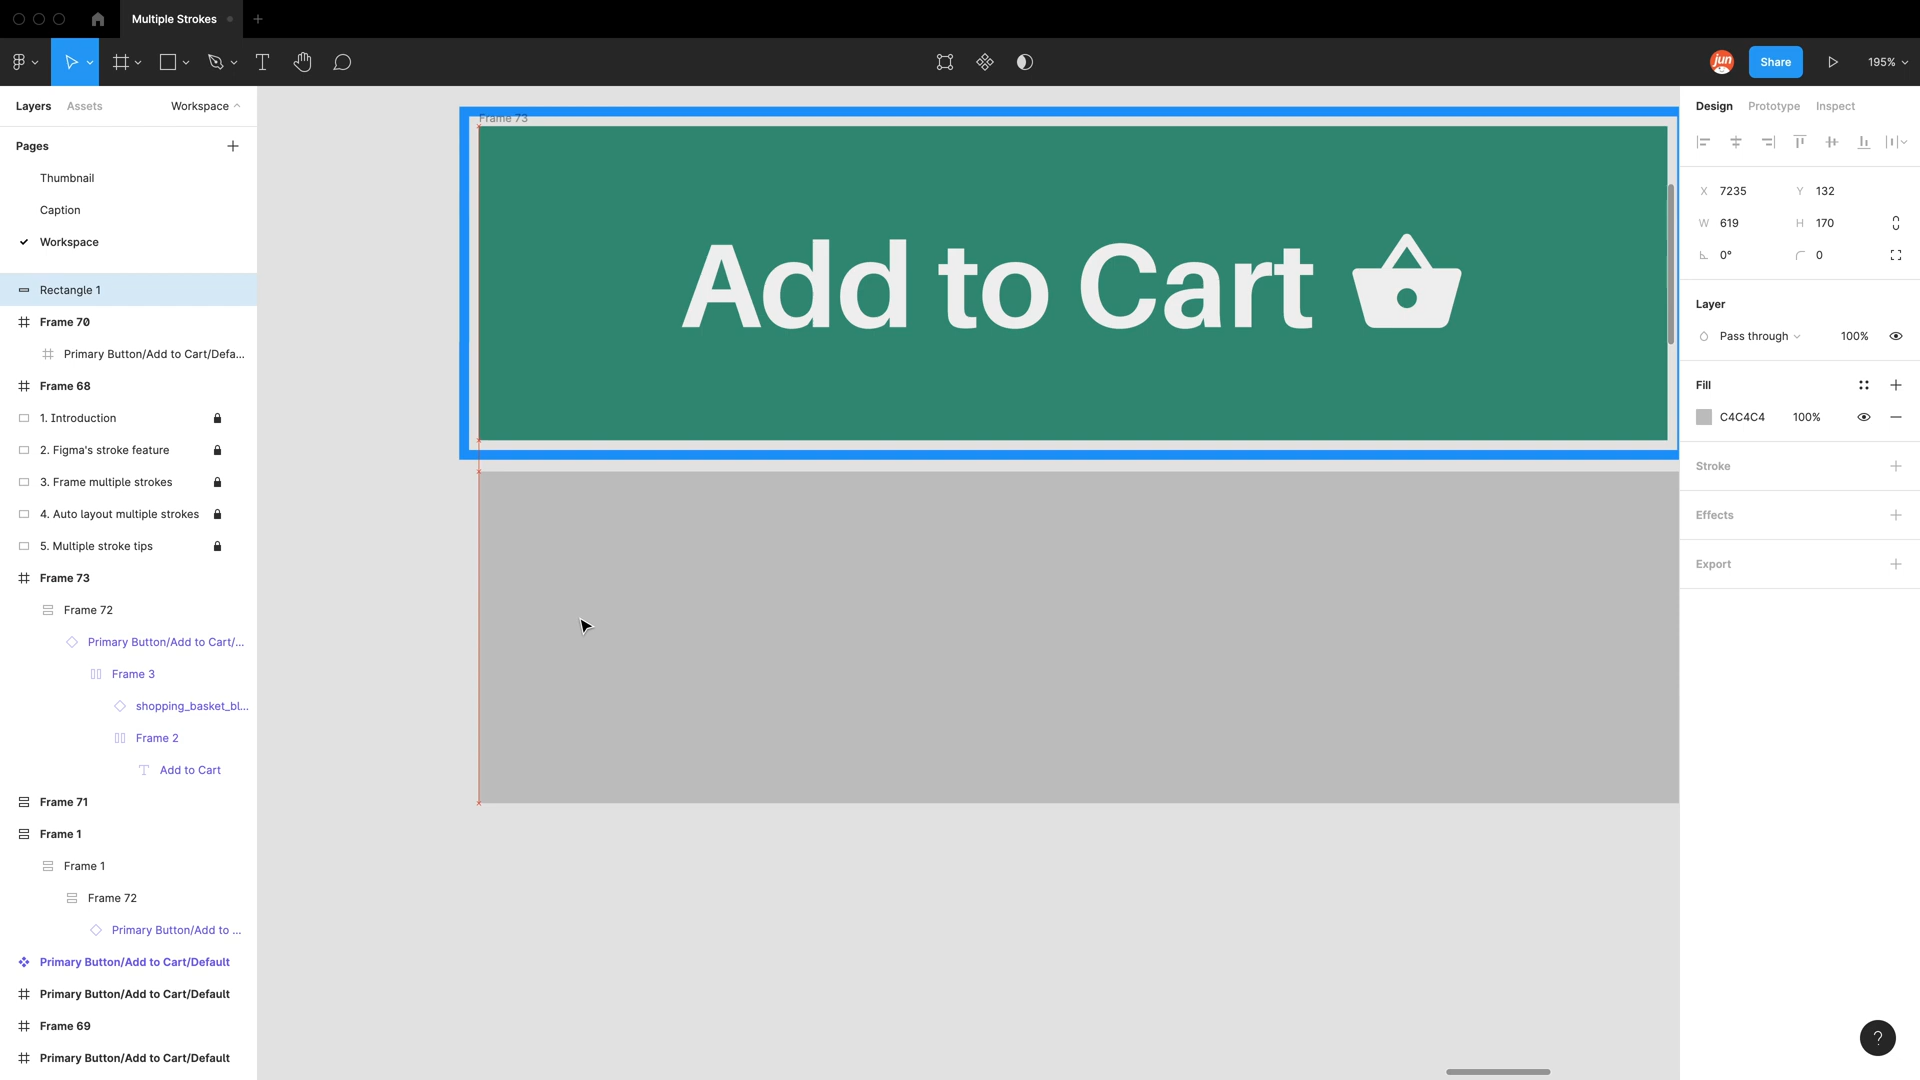 Multiple Strokes
jun
Share
195%
Layers
Assets
Workspace
Pages
Thumbnail
Caption
Workspace
Rectangle 1
Frame 70
Primary Button/Add to Cart/Defa...
Frame 68
1. Introduction
2. Figma's stroke feature
3. Frame multiple strokes
4. Auto layout multiple strokes
5. Multiple stroke tips
Frame 73
Frame 72
Primary Button/Add to Cart/...
Frame 3
shopping_basket_bl...
Frame 2
Add to Cart
Frame 71
Frame 1
Frame 1
Frame 72
Primary Button/Add to ...
Primary Button/Add to Cart/Default
Primary Button/Add to Cart/Default
Frame 69
Primary Button/Add to Cart/Default
Frame 73
Add to Cart
Design
Prototype
Inspect
X 7235
Y 132
W 619
H 170
0°
0
Layer
Pass through
100%
Fill
C4C4C4
100%
Stroke
Effects
Export
?